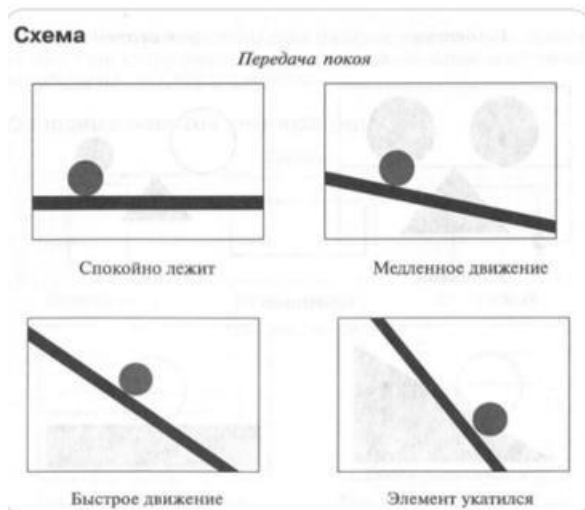 Схема
Передача покоя
Спокойно лежит
Медленное движение
Быстрое движение
Элемент укатился